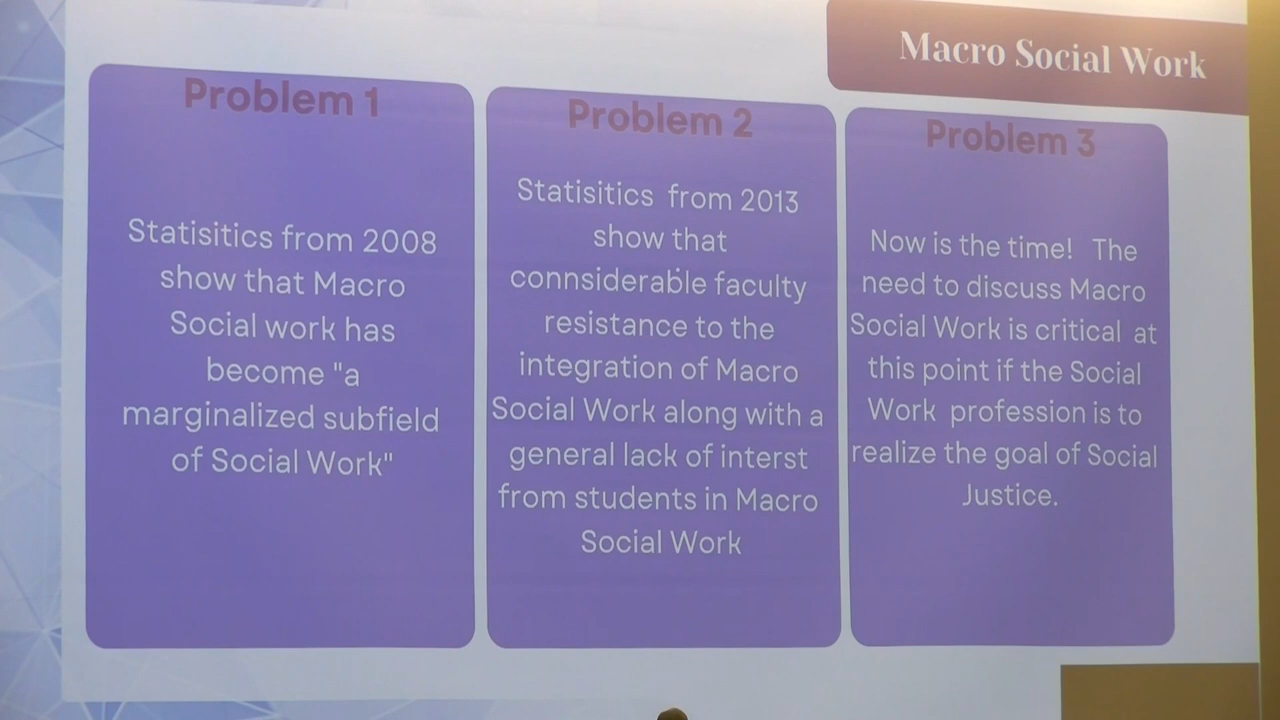 Macro Social Work
Problem 1
Statisitics from 2008
show that Macro
Social work has
become "a
marginalized subfield
of Social Work"
Problem 2
Statisitics from 2013
show that
connsiderable faculty
resistance to the
integration of Macro
Social Work along with a
general lack of interst
from students in Macro
Social Work
Problem 3
Now is the time! The
need to discuss Macro
Social Work is critical at
this point if the Social
Work profession is to
realize the goal of Social
Justice.